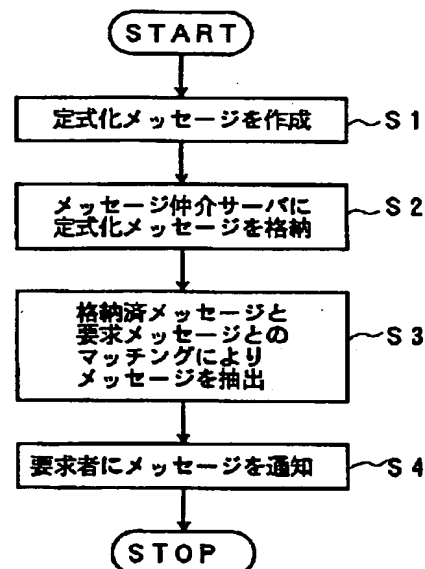 START
定式化メッセージを作成 S1
メッセージ仲介サーバに S2
定式化メッセージを格納
格納済メッセージと
要求メッセージとの S3
マッチングにより
メッセージを抽出
要求者にメッセージを通知 S4
STOP